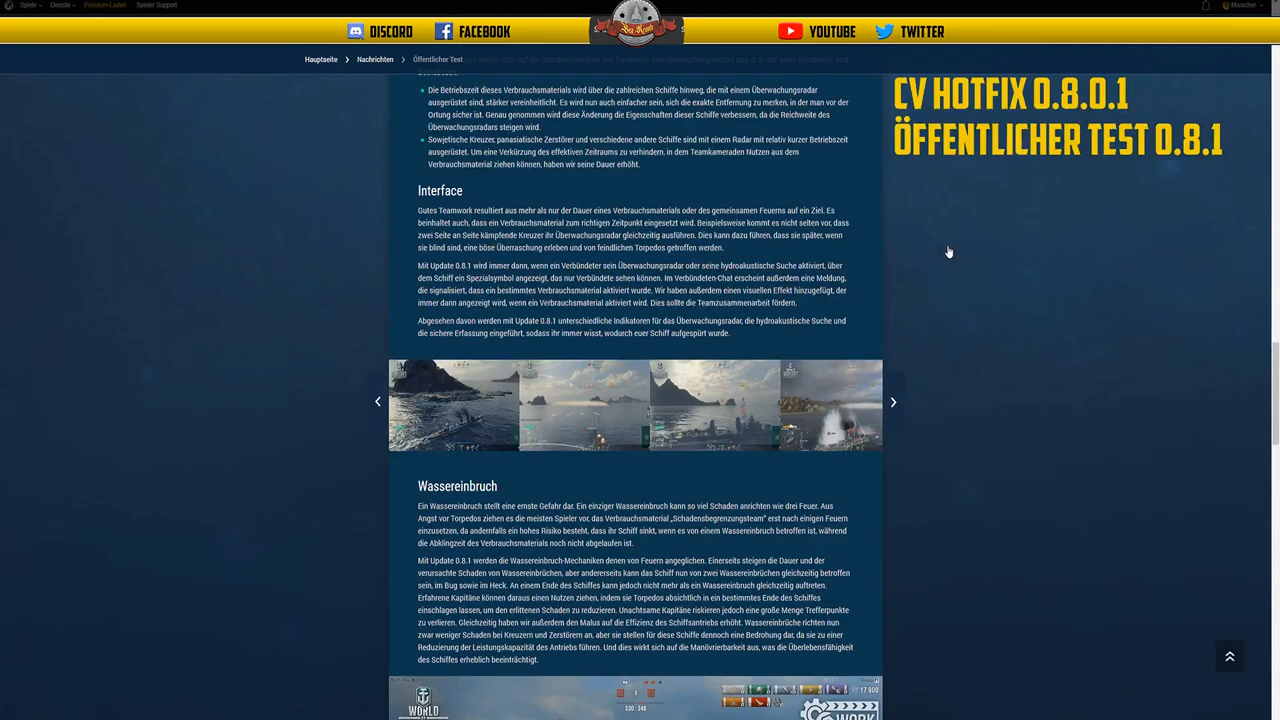 Spiele
Dienste
Premium-Laden
Spieler Support
Maracher
DISCORD
FACEBOOK
YOUTUBE
TWITTER
Hauptseite
Nachrichten
Öffentlicher Test
CV HOTFIX 0.8.0.1
ÖFFENTLICHER TEST 0.8.1
Die Betriebszeit dieses Verbrauchsmaterials wird über die zahlreichen Schiffe hinweg, die mit einem Überwachungsradar
ausgerüstet sind, stärker vereinheitlicht. Es wird nun auch einfacher sein, sich die exakte Entfernung zu merken, in der man vor der
Ortung sicher ist. Genau genommen wird diese Änderung die Eigenschaften dieser Schiffe verbessern, da die Reichweite des
Überwachungsradars steigen wird.
Sowjetische Kreuzer, panasiatische Zerstörer und verschiedene andere Schiffe sind mit einem Radar mit relativ kurzer Betriebszeit
ausgerüstet. Um eine Verkürzung des effektiven Zeitraums zu verhindern, in dem Teamkameraden Nutzen aus dem
Verbrauchsmaterial ziehen können, haben wir seine Dauer erhöht.
Interface
Gutes Teamwork resultiert aus mehr als nur der Dauer eines Verbrauchsmaterials oder des gemeinsamen Feuerns auf ein Ziel. Es
beinhaltet auch, dass ein Verbrauchsmaterial zum richtigen Zeitpunkt eingesetzt wird. Beispielsweise kommt es nicht selten vor, dass
zwei Seite an Seite kämpfende Kreuzer ihr Überwachungsradar gleichzeitig ausführen. Dies kann dazu führen, dass sie später, wenn
sie blind sind, eine böse Überraschung erleben und von feindlichen Torpedos getroffen werden.
Mit Update 0.8.1 wird immer dann, wenn ein Verbündeter sein Überwachungsradar oder seine hydroakustische Suche aktiviert, über
dem Schiff ein Spezialsymbol angezeigt, das nur Verbündete sehen können. Im Verbündeten-Chat erscheint außerdem eine Meldung,
die signalisiert, dass ein bestimmtes Verbrauchsmaterial aktiviert wurde. Wir haben außerdem einen visuellen Effekt hinzugefügt, der
immer dann angezeigt wird, wenn ein Verbrauchsmaterial aktiviert wird. Dies sollte die Teamzusammenarbeit fördern.
Abgesehen davon werden mit Update 0.8.1 unterschiedliche Indikatoren für das Überwachungsradar, die hydroakustische Suche und
die sichere Erfassung eingeführt, sodass ihr immer wisst, wodurch euer Schiff aufgespürt wurde.
Wassereinbruch
Ein Wassereinbruch stellt eine ernste Gefahr dar. Ein einziger Wassereinbruch kann so viel Schaden anrichten wie drei Feuer. Aus
Angst vor Torpedos ziehen es die meisten Spieler vor, das Verbrauchsmaterial „Schadensbegrenzungsteam“ erst nach einigen Feuern
einzusetzen, da andernfalls ein hohes Risiko besteht, dass ihr Schiff sinkt, wenn es von einem Wassereinbruch betroffen ist, während
die Abklingzeit des Verbrauchsmaterials noch nicht abgelaufen ist.
Mit Update 0.8.1 werden die Wassereinbruch-Mechaniken denen von Feuern angeglichen. Einerseits steigen die Dauer und der
verursachte Schaden von Wassereinbrüchen, aber andererseits kann das Schiff nun von zwei Wassereinbrüchen gleichzeitig betroffen
sein, im Bug sowie im Heck. An einem Ende des Schiffes kann jedoch nicht mehr als ein Wassereinbruch gleichzeitig auftreten.
Erfahrene Kapitäne können daraus einen Nutzen ziehen, indem sie Torpedos absichtlich in ein bestimmtes Ende des Schiffes
einschlagen lassen, um den erlittenen Schaden zu reduzieren. Unachtsame Kapitäne riskieren jedoch eine große Menge Trefferpunkte
zu verlieren. Gleichzeitig haben wir außerdem den Malus auf die Effizienz des Schiffsantriebs erhöht. Wassereinbrüche richten nun
zwar weniger Schaden bei Kreuzern und Zerstörern an, aber sie stellen für diese Schiffe dennoch eine Bedrohung dar, da sie zu einer
Reduzierung der Leistungskapazität des Antriebs führen. Und dies wirkt sich auf die Manövrierbarkeit aus, was die Überlebensfähigkeit
des Schiffes erheblich beeinträchtigt.
330 : 348
17 900
WORLD
WORK